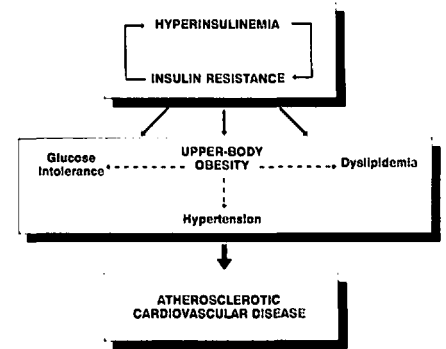 HYPERINSULINEMIA
INSULIN RESISTANCE
Glucose
Intolerance
UPPER-BODY
OBESITY
Dyslipidemia
Hypertension
ATHEROSCLEROTIC
CARDIOVASCULAR DISEASE